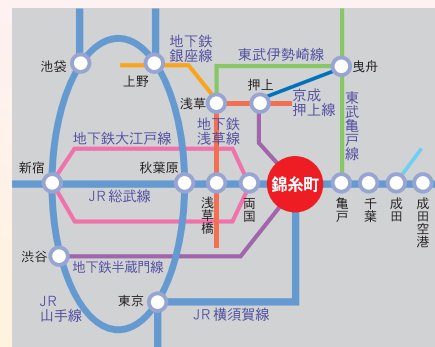 地下鉄
銀座線
東武伊勢崎線
池袋
上野
押上
曳舟
浅草
京成
押上線
東武亀戸線
地下鉄
浅草線
地下鉄大江戸線
新宿
秋葉原
錦糸町
JR総武線
浅草橋
両国
亀戸
千葉
成田
成田空港
渋谷
地下鉄半蔵門線
JR
山手線
東京
JR横須賀線